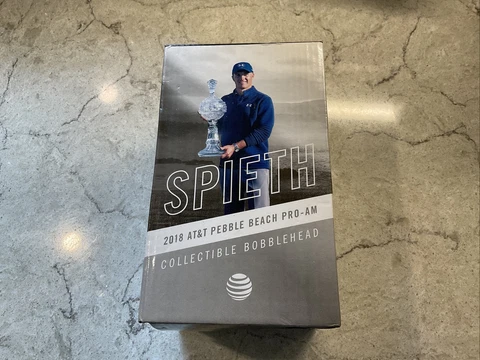 SPIETH
2018 AT&T PEBBLE BEACH PRO-AM
COLLECTIBLE BOBBLEHEAD